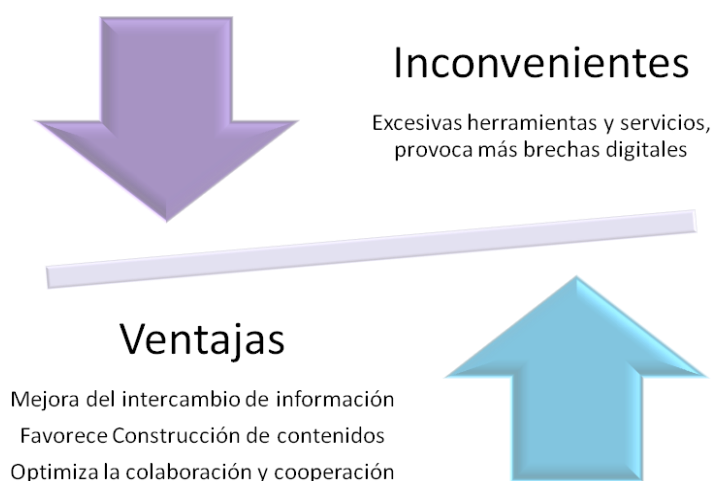 Inconvenientes
Excesivas herramientas y servicios,
provoca más brechas digitales
Ventajas
Mejora del intercambio de información
Favorece Construcción de contenidos
Optimiza la colaboración y cooperación